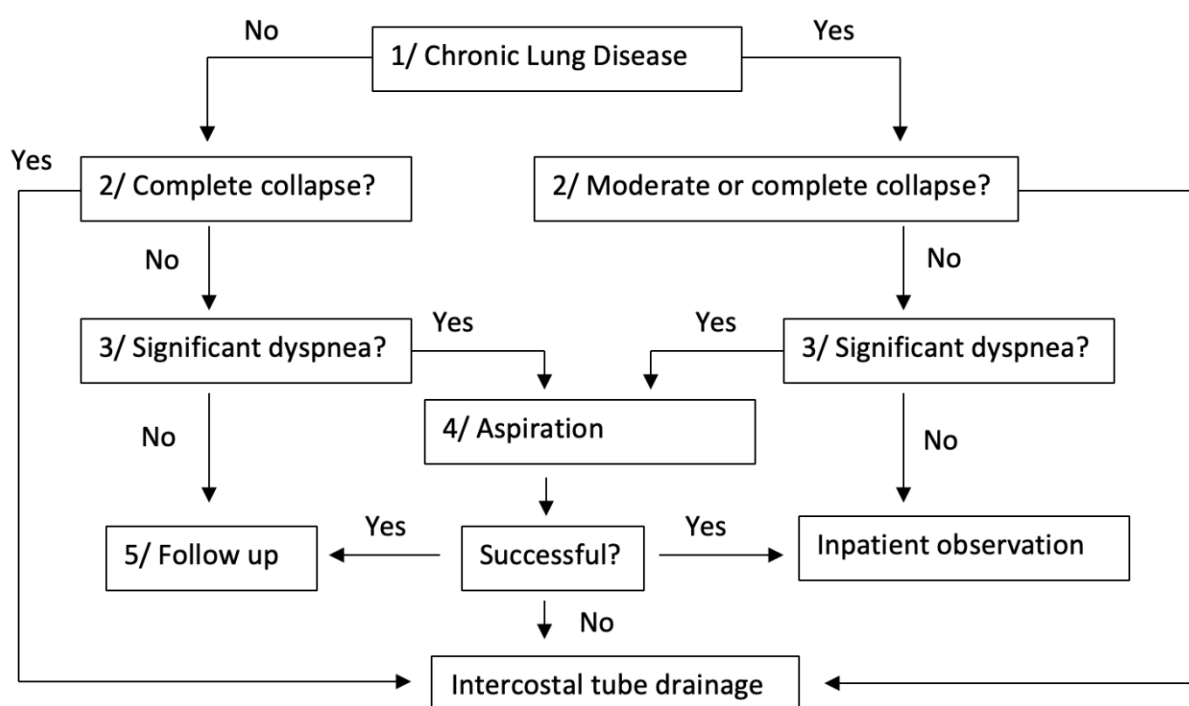 No
Yes
1/ Chronic Lung Disease
Yes
2/ Complete collapse?
2/ Moderate or complete collapse?
No
No
3/ Significant dyspnea?
Yes
Yes
3/ Significant dyspnea?
4/ Aspiration
No
No
5/ Follow up
Yes
Successful?
Yes
Inpatient observation
No
Intercostal tube drainage